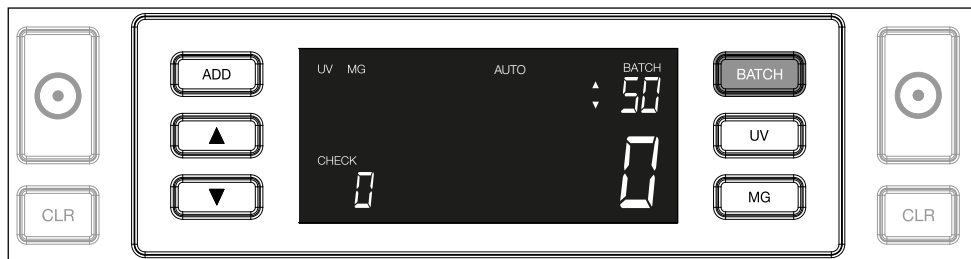 ADD
UV MG AUTO BATCH
50
BATCH
UV
CHECK
0
0
MG
CLR
CLR